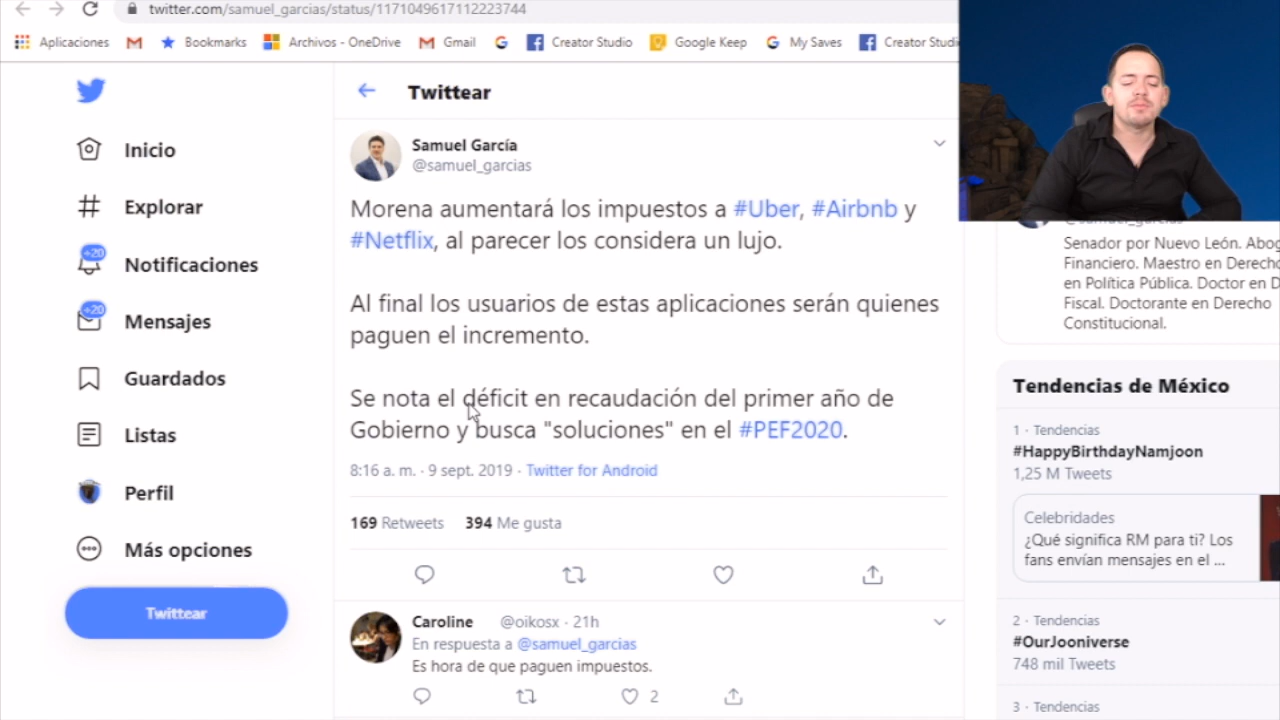 twitter.com/samuel_garcias/status/1171049617112223744
Aplicaciones
Bookmarks
Archivos - OneDrive
Gmail
Creator Studio
Google Keep
My Saves
Creator Studi
Inicio
Explorar
+20
Notificaciones
+20
Mensajes
Guardados
Listas
Perfil
Más opciones
Twittear
Twittear
Samuel García
@samuel_garcias
Morena aumentará los impuestos a #Uber, #Airbnb y
#Netflix, al parecer los considera un lujo.
Al final los usuarios de estas aplicaciones serán quienes
paguen el incremento.
Se nota el déficit en recaudación del primer año de
Gobierno y busca "soluciones" en el #PEF2020.
8:16 a. m. · 9 sept. 2019 · Twitter for Android
169 Retweets 394 Me gusta
Caroline @oikosx · 21h
En respuesta a @samuel_garcias
Es hora de que paguen impuestos.
2
Senador por Nuevo León. Abog
Financiero. Maestro en Derecho
en Política Pública. Doctor en D
Fiscal. Doctorante en Derecho
Constitucional.
Tendencias de México
1 · Tendencias
#HappyBirthdayNamjoon
1,25 M Tweets
Celebridades
¿Qué significa RM para ti? Los
fans envían mensajes en el ...
2 · Tendencias
#OurJooniverse
748 mil Tweets
3 · Tendencias